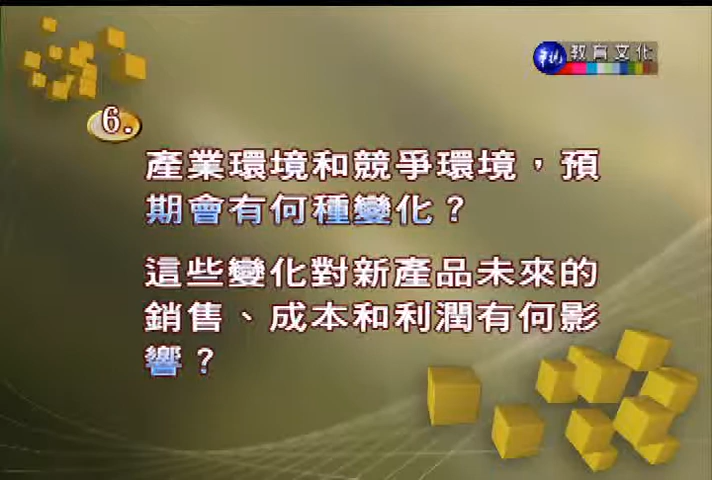 華視 教育文化
6.
產業環境和競爭環境，預
期會有何種變化？
這些變化對新產品未來的
銷售、成本和利潤有何影
響？